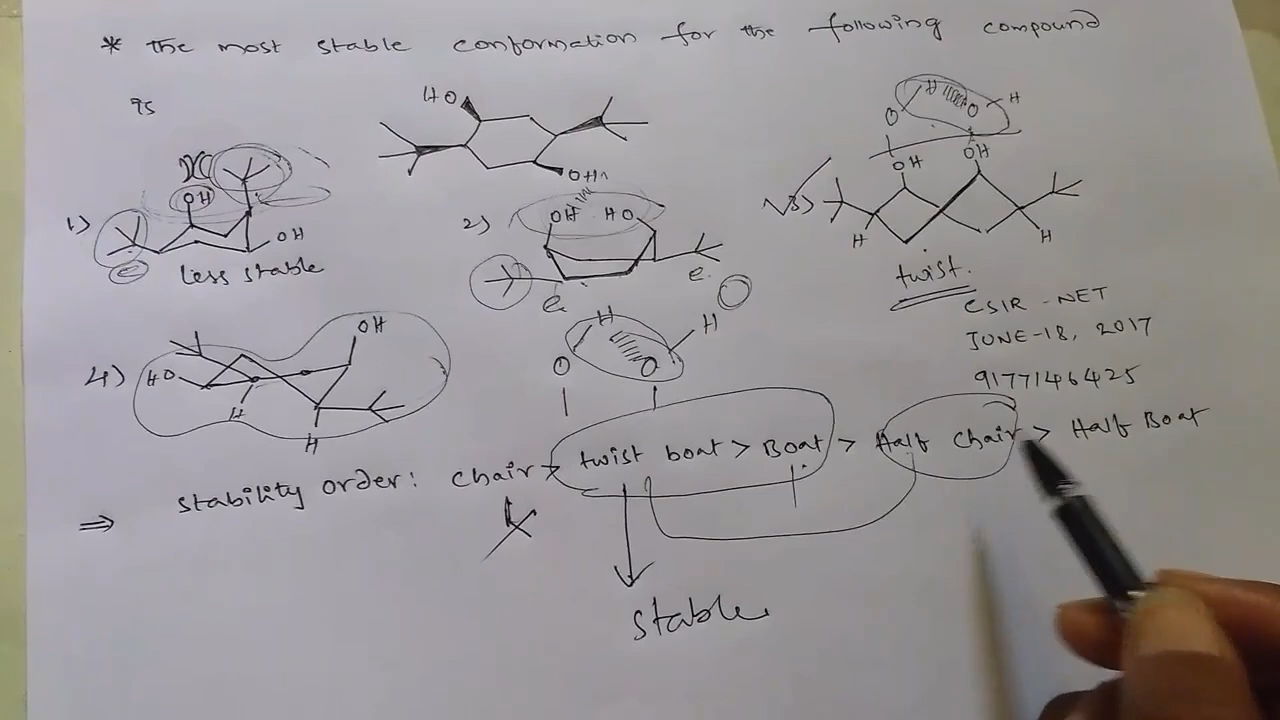 * the most stable conformation for the following compound
is
HO
OH
1)
OH
OH
e
less stable
2)
OH HO
e.
e.
O
H
O
H
3)
O
H
O
H
OH
OH
H
H
twist.
CSIR - NET
JUNE-18, 2017
9177146425
4)
HO
OH
H
H
⇒ stability order: chair > twist boat > Boat > Half chair > Half Boat
stable